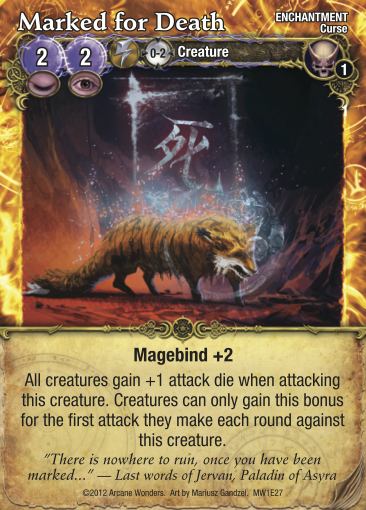 Marked for Death
ENCHANTMENT
Curse
2 2 0-2 Creature
1
死
Magebind +2
All creatures gain +1 attack die when attacking
this creature. Creatures can only gain this bonus
for the first attack they make each round against
this creature.
"There is nowhere to run, once you have been
marked..." — Last words of Jervan, Paladin of Asyra
©2012 Arcane Wonders. Art by Mariusz Gandzel. MW1E27